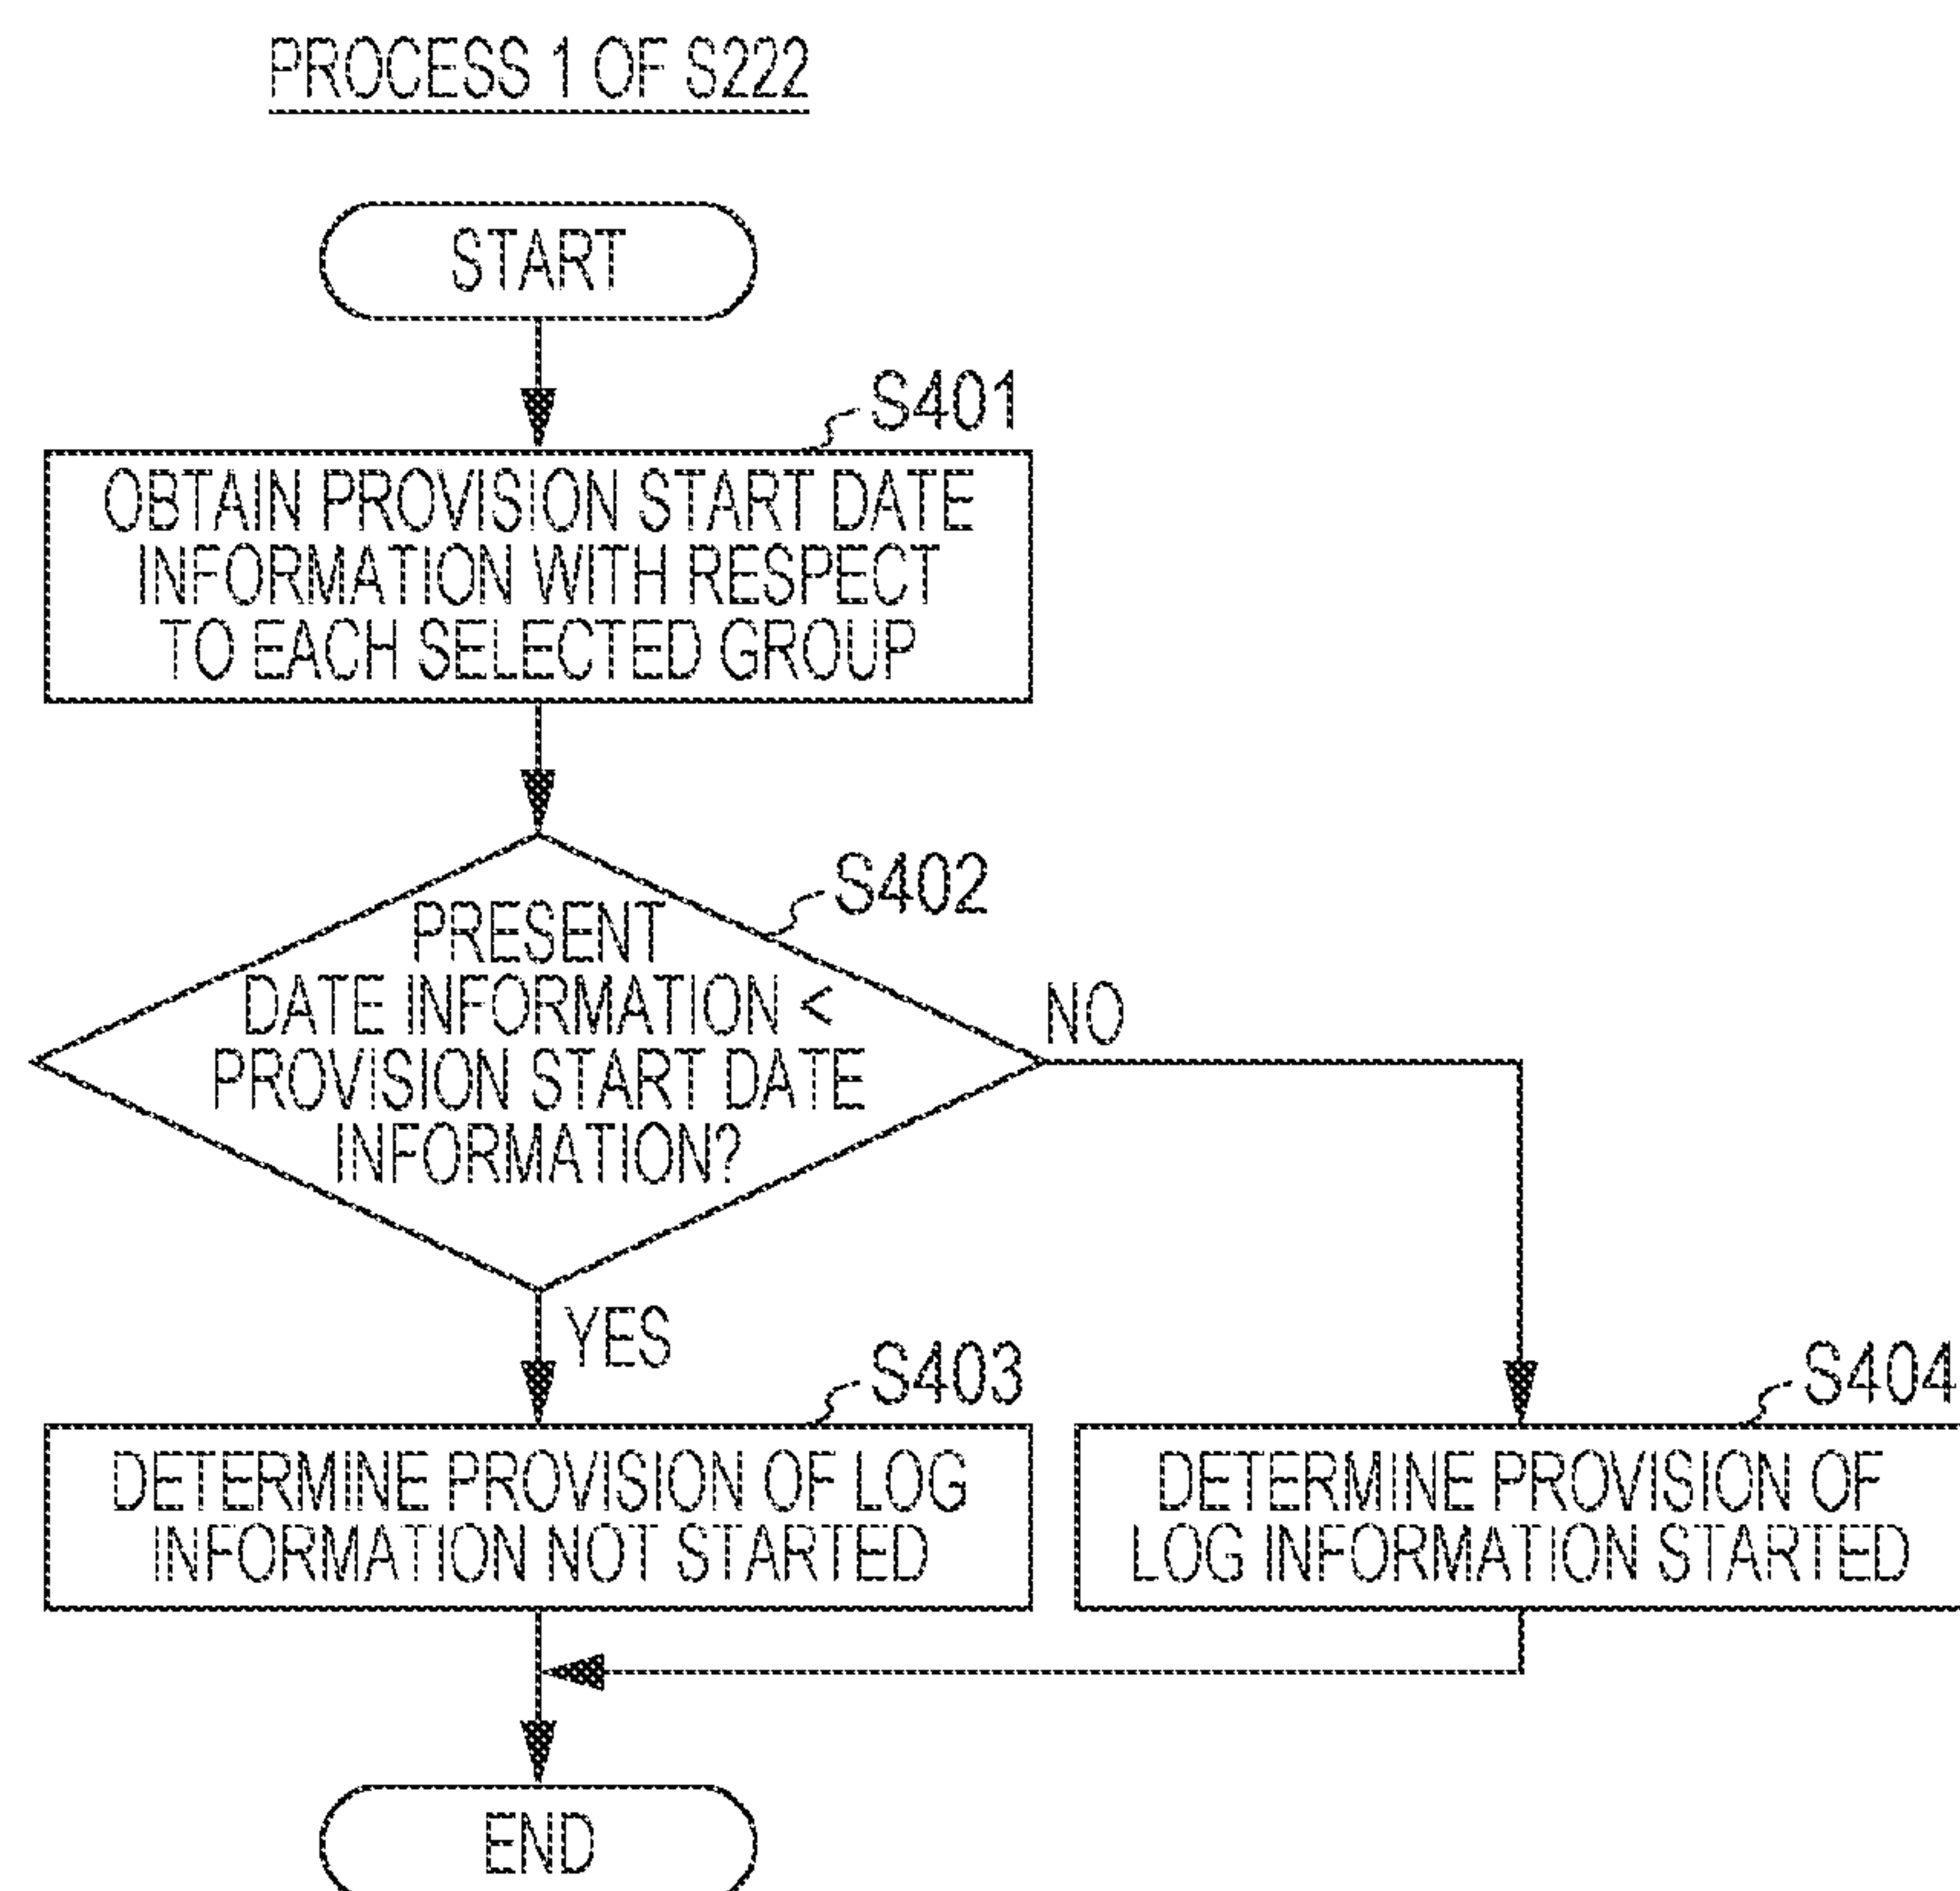 PROCESS 1 OF S222
START
S401
OBTAIN PROVISION START DATE
INFORMATION WITH RESPECT
TO EACH SELECTED GROUP
S402
PRESENT
DATE INFORMATION <
PROVISION START DATE
INFORMATION?
NO
YES
S403
DETERMINE PROVISION OF LOG
INFORMATION NOT STARTED
S404
DETERMINE PROVISION OF
LOG INFORMATION STARTED
END